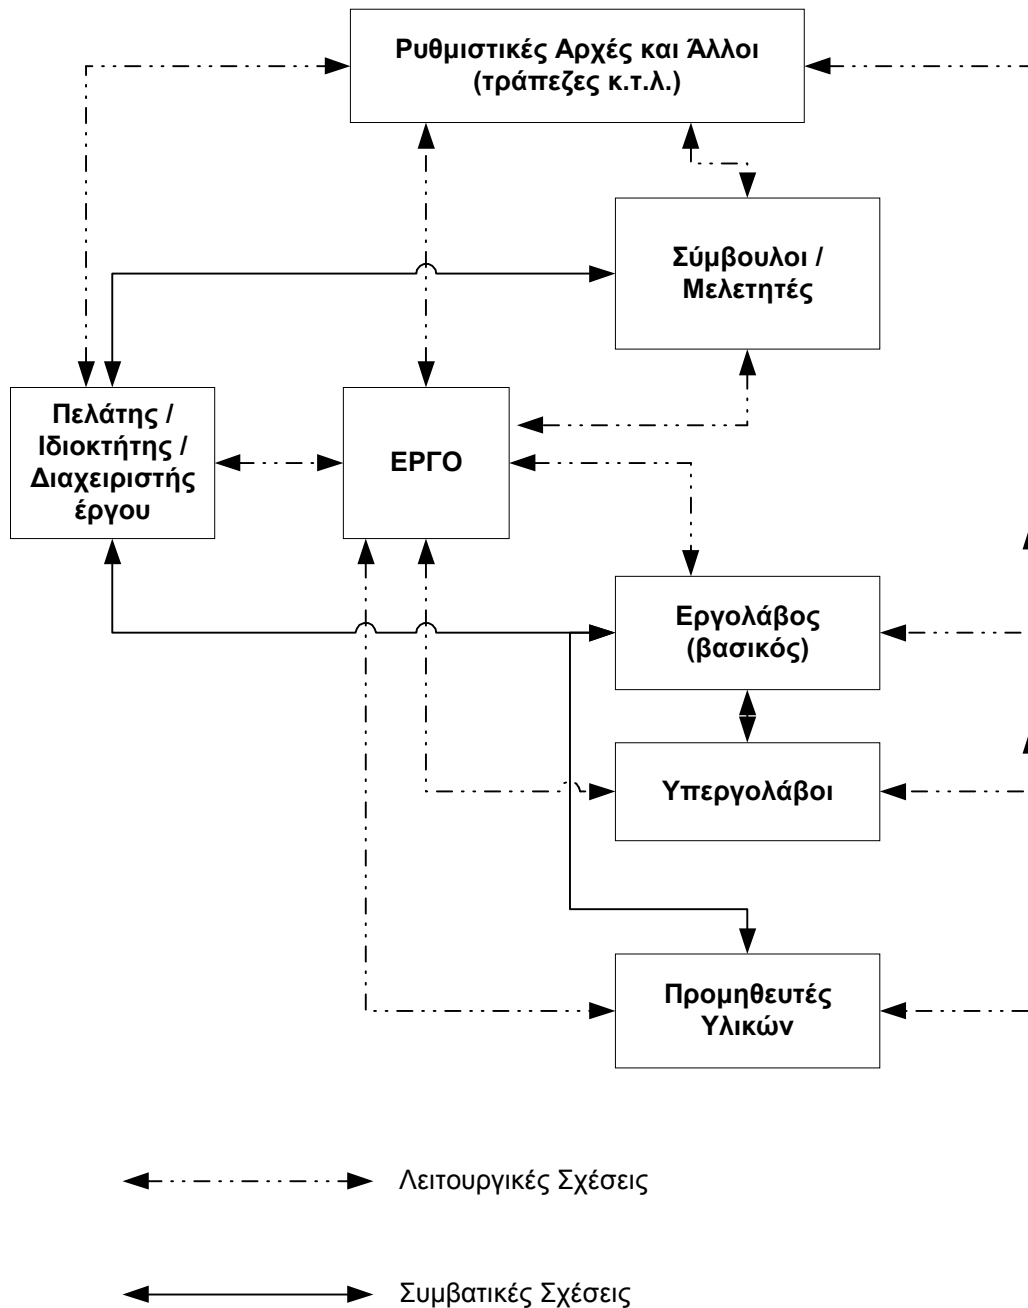 Ρυθμιστικές Αρχές και Άλλοι
(τράπεζες κ.τ.λ.)
Σύμβουλοι /
Μελετητές
Πελάτης /
Ιδιοκτήτης /
Διαχειριστής
έργου
ΕΡΓΟ
Εργολάβος
(βασικός)
Υπεργολάβοι
Προμηθευτές
Υλικών
Λειτουργικές Σχέσεις
Συμβατικές Σχέσεις